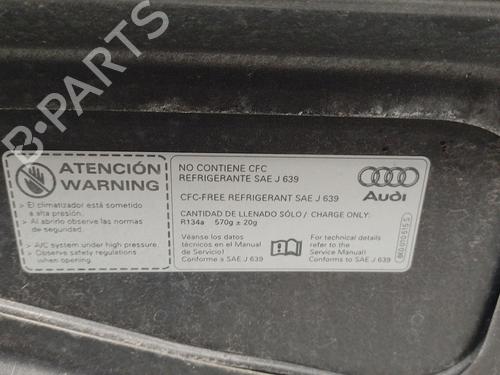 B-PARTS
ATENCIÓN
WARNING
> El climatizador está sometido
a alta presión.
> Al abrirlo observe las normas
de seguridad.
> A/C system under high pressure.
> Observe safety regulations
when opening.
NO CONTIENE CFC
REFRIGERANTE SAE J 639
CFC-FREE REFRIGERANT SAE J 639
CANTIDAD DE LLENADO SÓLO / CHARGE ONLY:
R134a 570g ± 20g
Véanse los datos
técnicos en el Manual
de Servicio)
Conforme a SAE J 639
For technical details
refer to the
Service Manual)
Conforms to SAE J 639
Audi
8K0 010 515 S